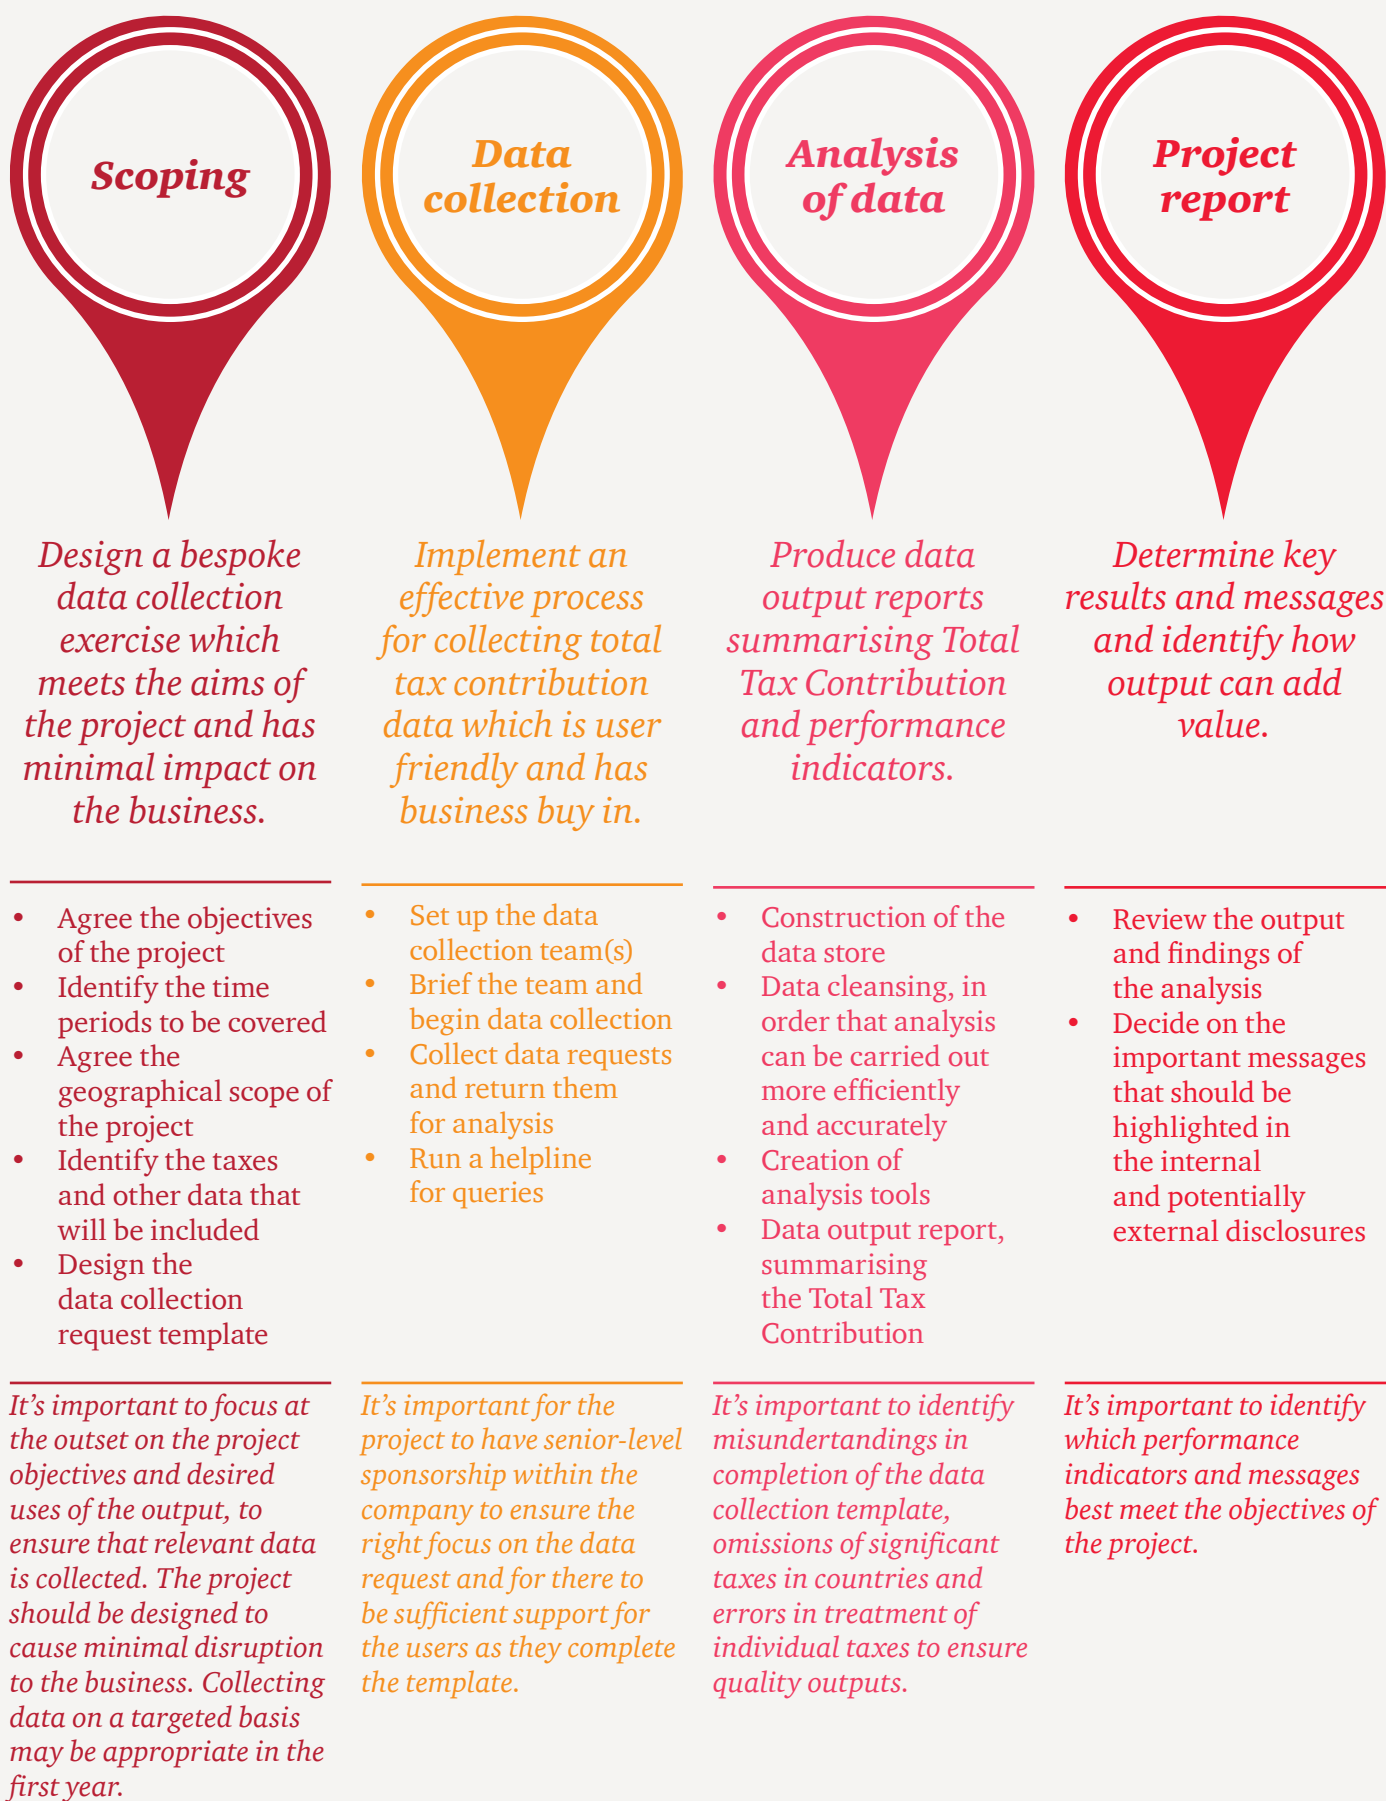 Scoping
Design a bespoke
data collection
exercise which
meets the aims of
the project and has
minimal impact on
the business.
• Agree the objectives
of the project
• Identify the time
periods to be covered
• Agree the
geographical scope of
the project
• Identify the taxes
and other data that
will be included
• Design the
data collection
request template
It’s important to focus at
the outset on the project
objectives and desired
uses of the output, to
ensure that relevant data
is collected. The project
should be designed to
cause minimal disruption
to the business. Collecting
data on a targeted basis
may be appropriate in the
first year.
Data
collection
Implement an
effective process
for collecting total
tax contribution
data which is user
friendly and has
business buy in.
• Set up the data
collection team(s)
• Brief the team and
begin data collection
• Collect data requests
and return them
for analysis
• Run a helpline
for queries
It’s important for the
project to have senior-level
sponsorship within the
company to ensure the
right focus on the data
request and for there to
be sufficient support for
the users as they complete
the template.
Analysis
of data
Produce data
output reports
summarising Total
Tax Contribution
and performance
indicators.
• Construction of the
data store
• Data cleansing, in
order that analysis
can be carried out
more efficiently
and accurately
• Creation of
analysis tools
• Data output report,
summarising
the Total Tax
Contribution
It’s important to identify
misundertandings in
completion of the data
collection template,
omissions of significant
taxes in countries and
errors in treatment of
individual taxes to ensure
quality outputs.
Project
report
Determine key
results and messages
and identify how
output can add
value.
• Review the output
and findings of
the analysis
• Decide on the
important messages
that should be
highlighted in
the internal
and potentially
external disclosures
It’s important to identify
which performance
indicators and messages
best meet the objectives of
the project.